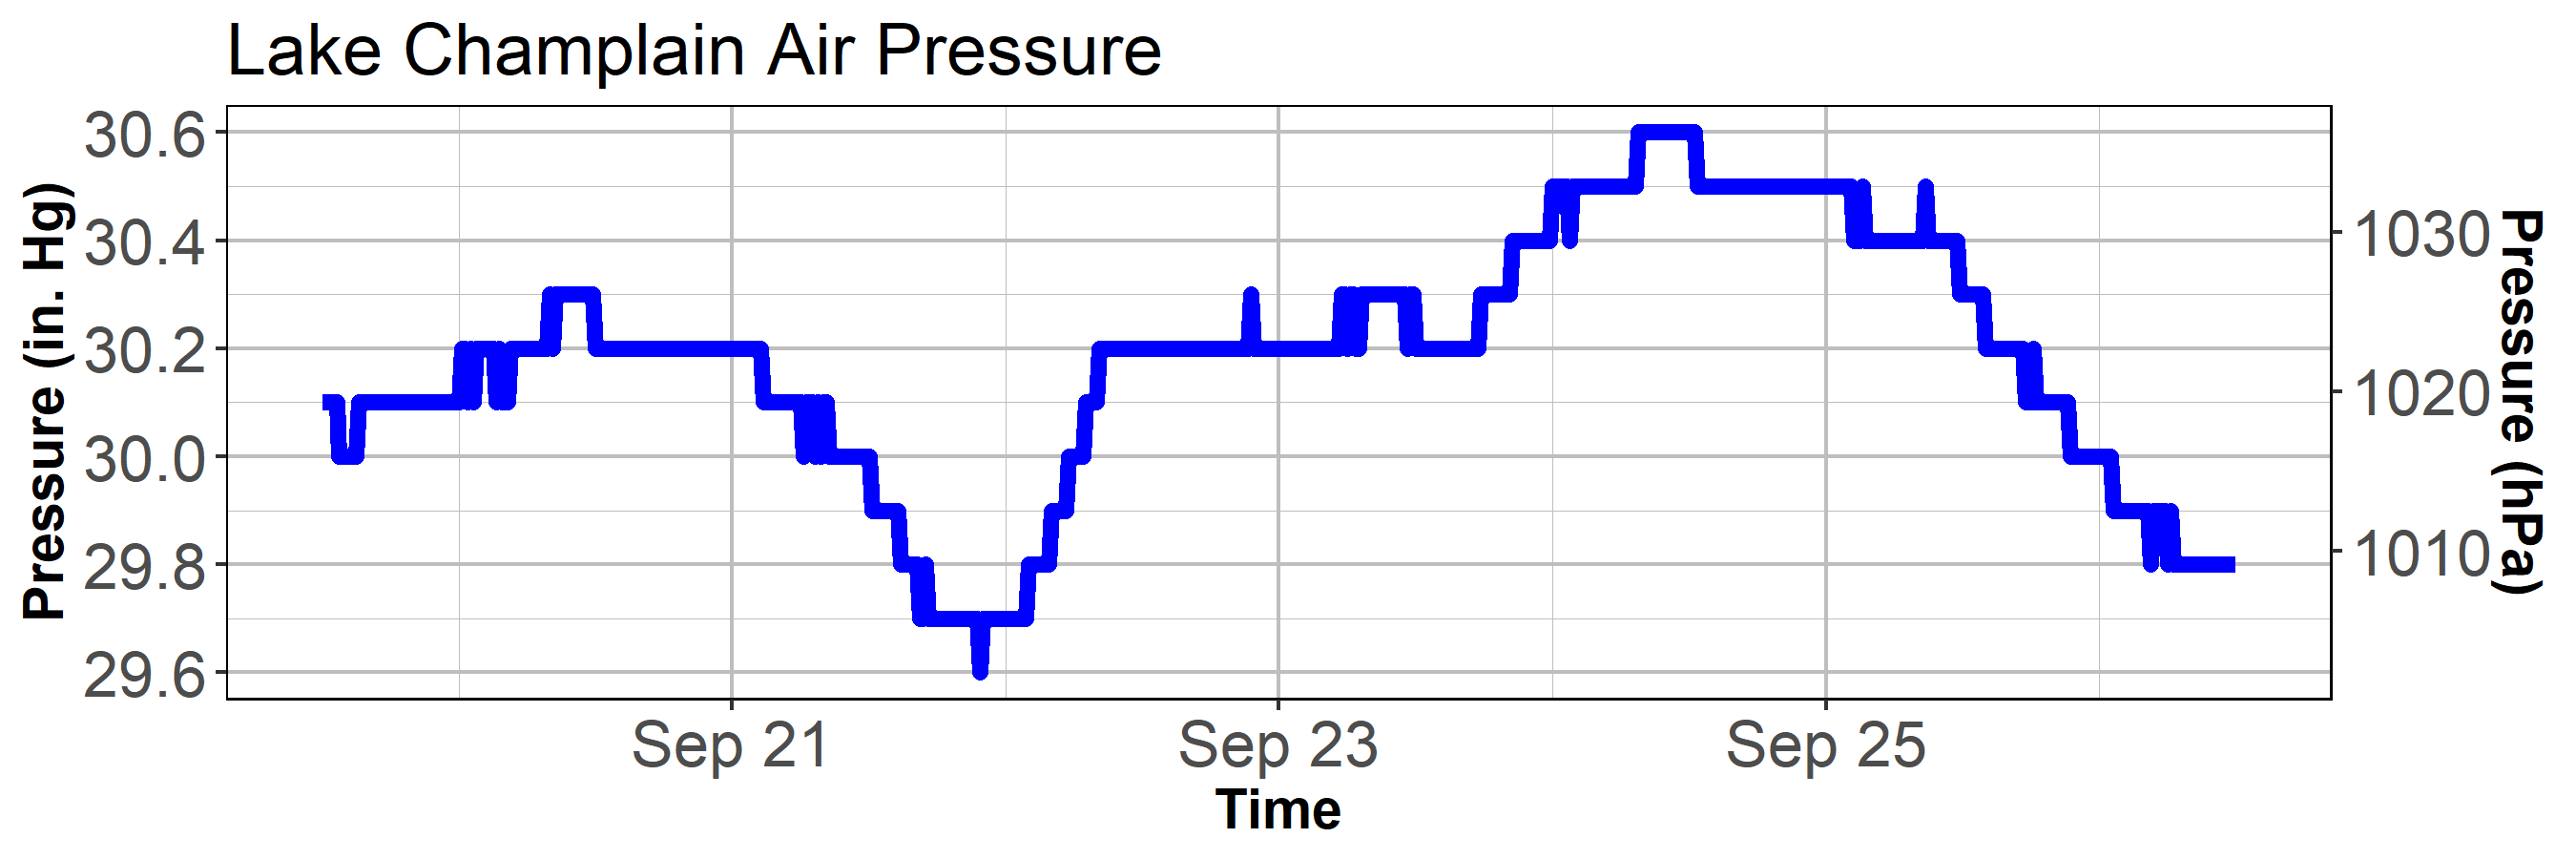 Lake Champlain Air Pressure
Pressure (in. Hg)
30.6
30.4
30.2
30.0
29.8
29.6
1030
1020
1010
Pressure (hPa)
Sep 21
Sep 23
Sep 25
Time